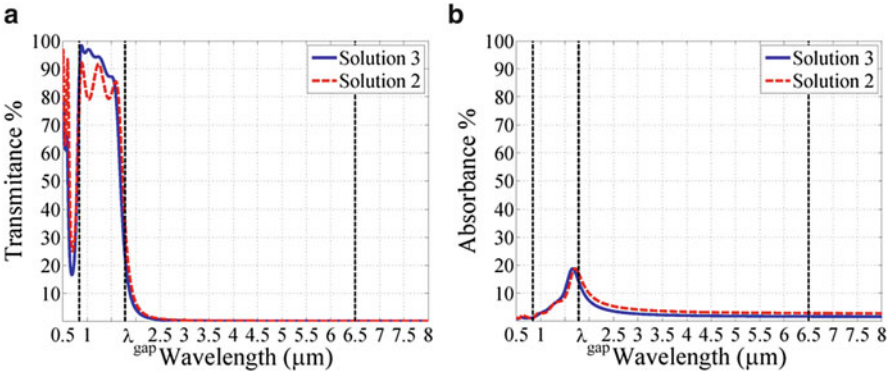 a
Transmitance %
100
90
80
70
60
50
40
30
20
10
Solution 3
Solution 2
0.5 1 λgap 2.5 3 3.5 4 4.5 5 5.5 6 6.5 7 7.5 8
Wavelength (μm)
b
Absorbance %
100
90
80
70
60
50
40
30
20
10
Solution 3
Solution 2
0.5 1 λgap 2.5 3 3.5 4 4.5 5 5.5 6 6.5 7 7.5 8
Wavelength (μm)